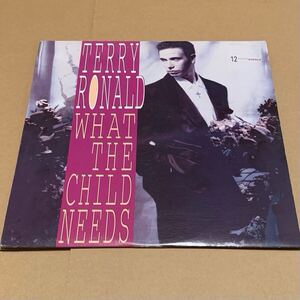 TERRY
RONALD
WHAT
THE
CHILD
NEEDS
12